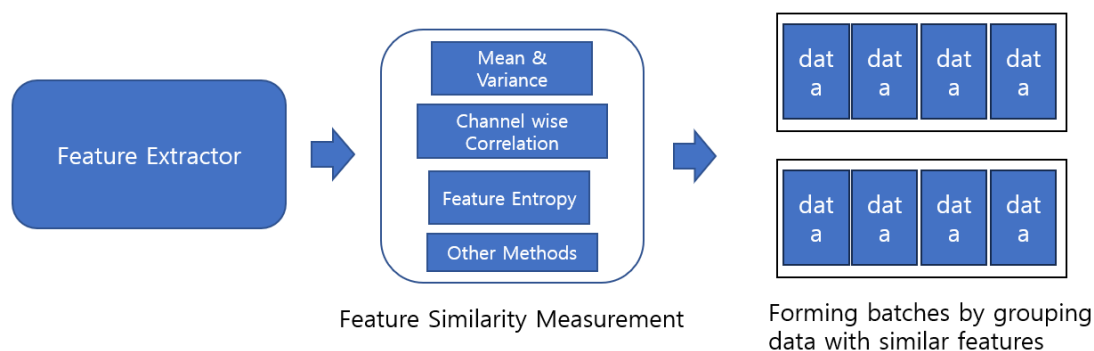 Feature Extractor
Mean &
Variance
Channel wise
Correlation
Feature Entropy
Other Methods
Feature Similarity Measurement
dat
a
dat
a
dat
a
dat
a
dat
a
dat
a
dat
a
dat
a
Forming batches by grouping
data with similar features